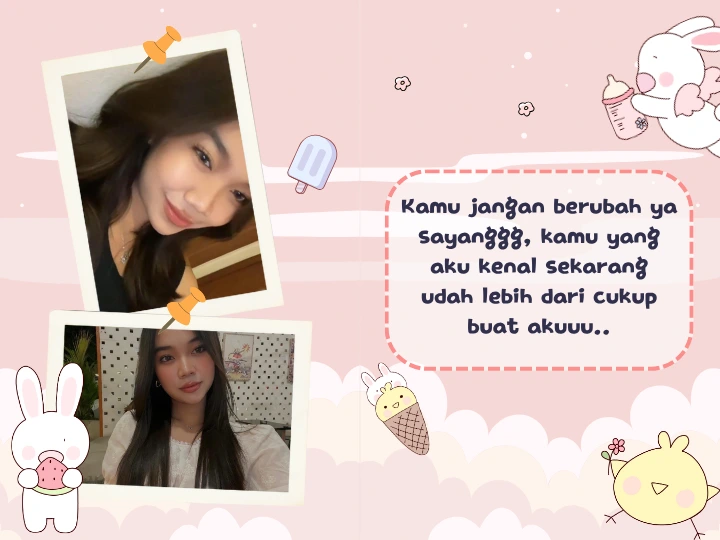 Kamu jangan berubah ya
sayanggg, kamu yang
aku kenal sekarang
udah lebih dari cukup
buat akuuu..